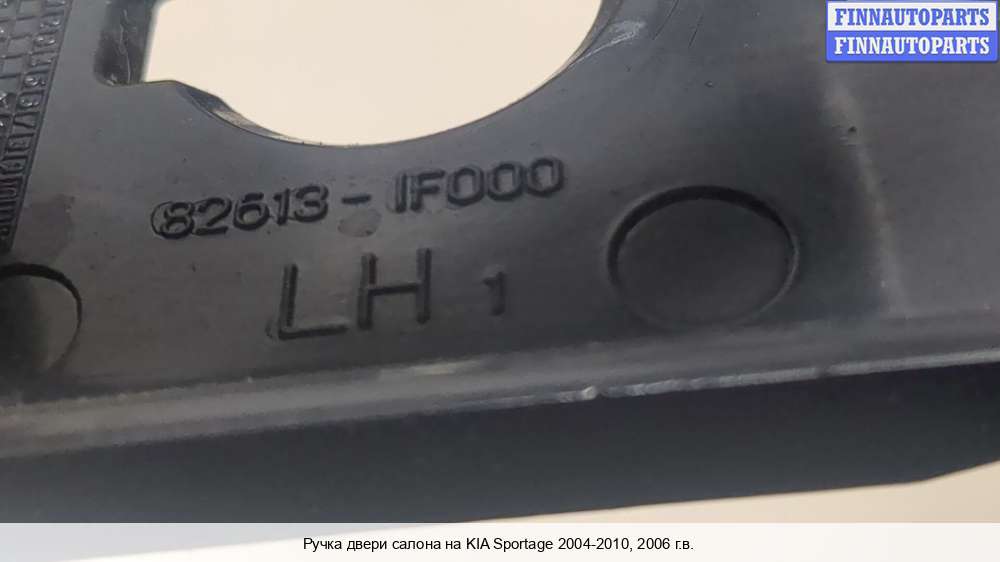 FINNAUTOPARTS
FINNAUTOPARTS
82613-1F000
LH 1
Ручка двери салона на KIA Sportage 2004-2010, 2006 г.в.